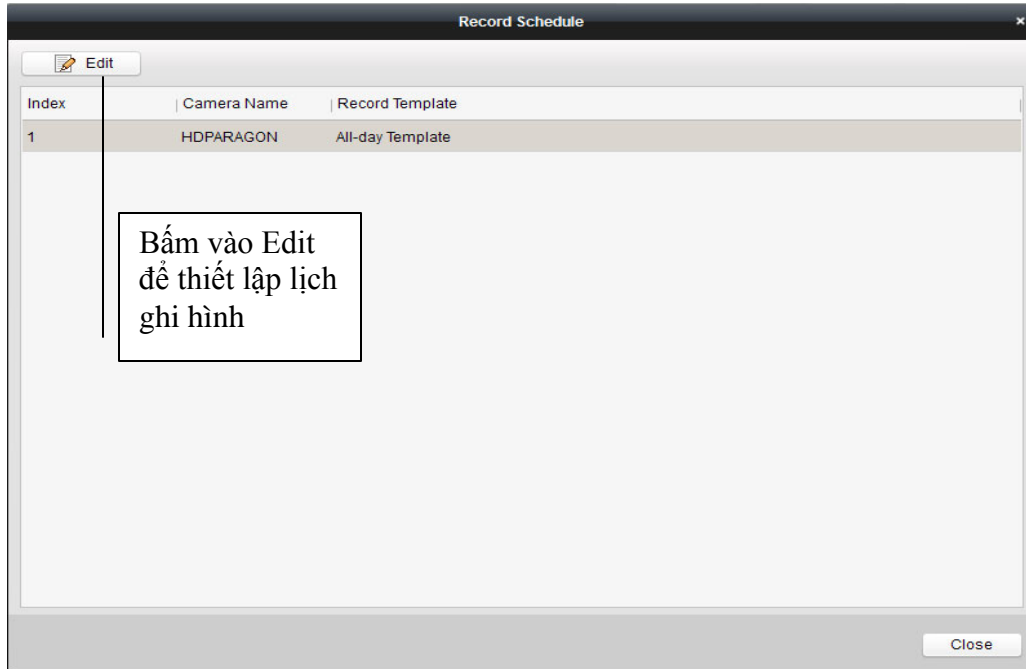 Record Schedule ×
Edit
Index Camera Name Record Template
1 HDPARAGON All-day Template
Bấm vào Edit
để thiết lập lịch
ghi hình
Close